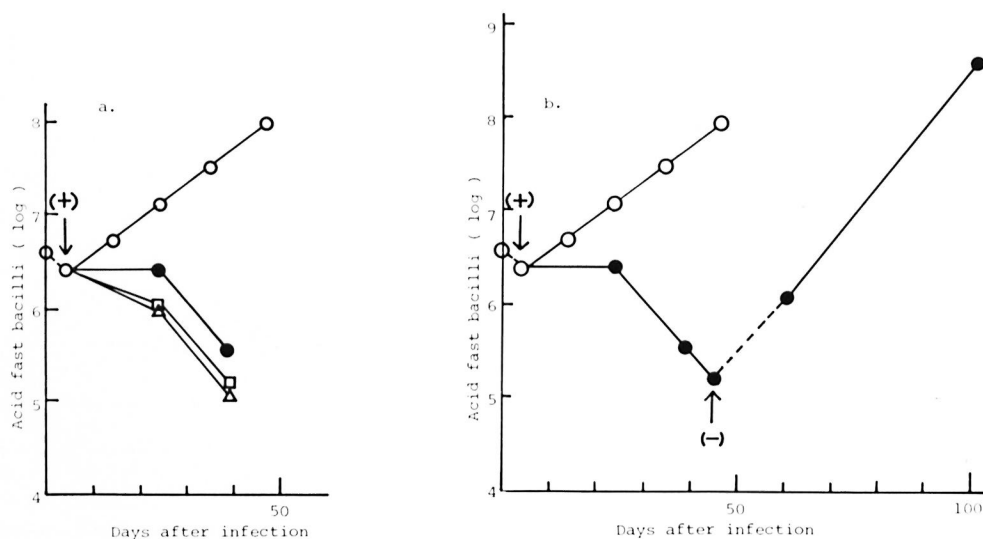 a.
8
7
6
5
4
(+)
Acid fast bacilli ( log )
50
Days after infection
b.
9
8
7
6
5
4
(+)
(-)
Acid fast bacilli ( log )
50
100
Days after infection